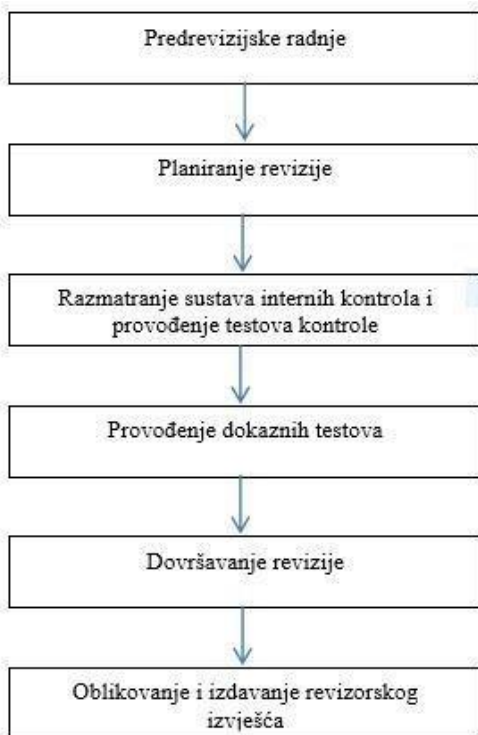 Predrevizijske radnje
Planiranje revizije
Razmatranje sustava internih kontrola i
provođenje testova kontrole
Provođenje dokaznih testova
Dovršavanje revizije
Oblikovanje i izdavanje revizorskog
izvješća